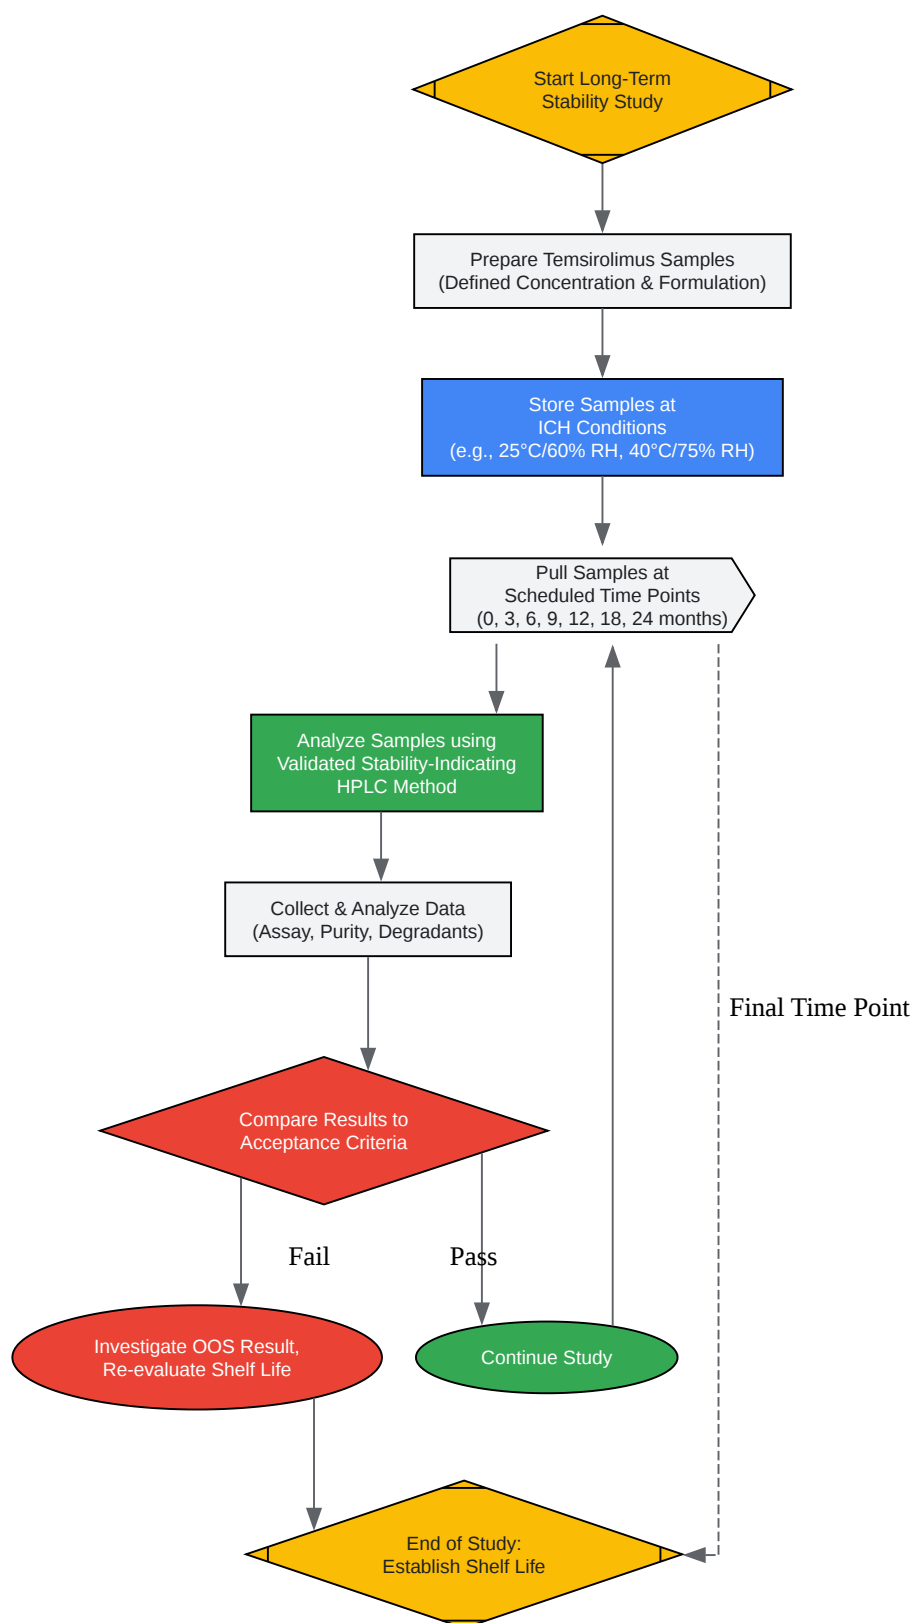 Start Long-Term
Stability Study
Prepare Temsirolimus Samples
(Defined Concentration & Formulation)
Store Samples at
ICH Conditions
(e.g., 25°C/60% RH, 40°C/75% RH)
Pull Samples at
Scheduled Time Points
(0, 3, 6, 9, 12, 18, 24 months)
Analyze Samples using
Validated Stability-Indicating
HPLC Method
Collect & Analyze Data
(Assay, Purity, Degradants)
Final Time Point
Compare Results to
Acceptance Criteria
Fail
Pass
Investigate OOS Result,
Re-evaluate Shelf Life
Continue Study
End of Study:
Establish Shelf Life